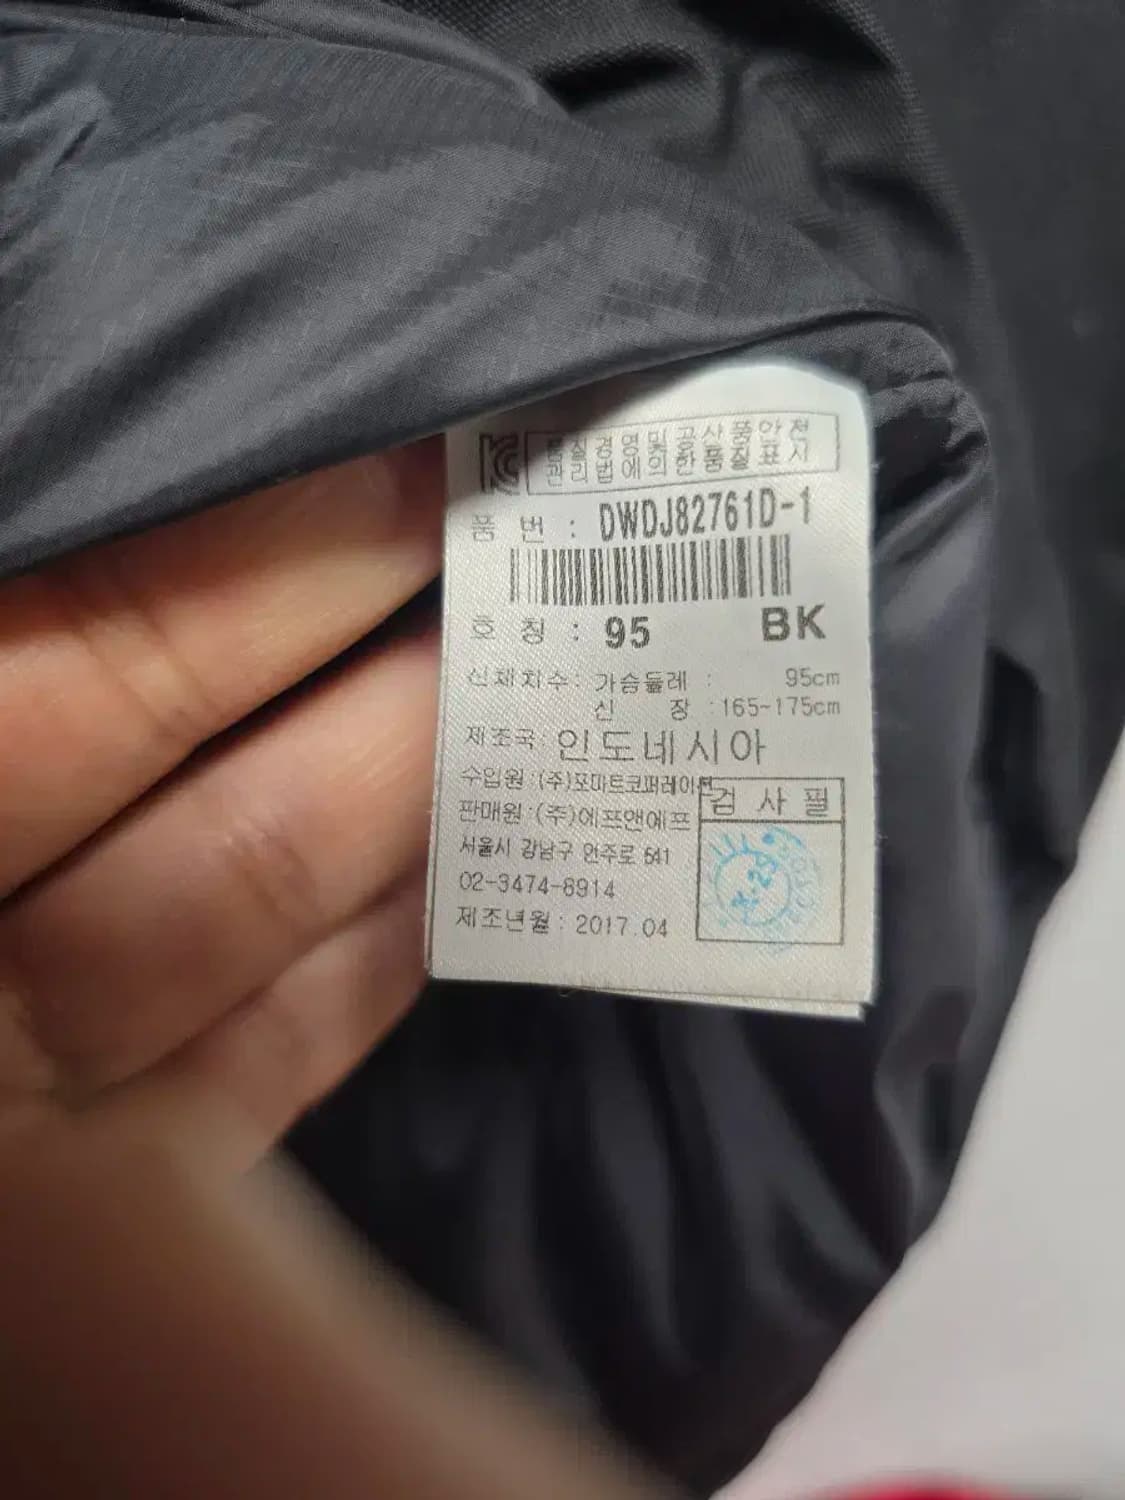 KC
품질경영및공산품안전
관리법에의한품질표시
품 번 : DWDJ82761D-1
호 칭 : 95 BK
신체치수: 가슴둘레 : 95cm
신 장 :165~175cm
제조국: 인도네시아
수입원 :(주)포마트코퍼레이션
판매원 :(주)에프앤에프
서울시 강남구 언주로 541
02-3474-8914
제조년월 : 2017.04
검 사 필